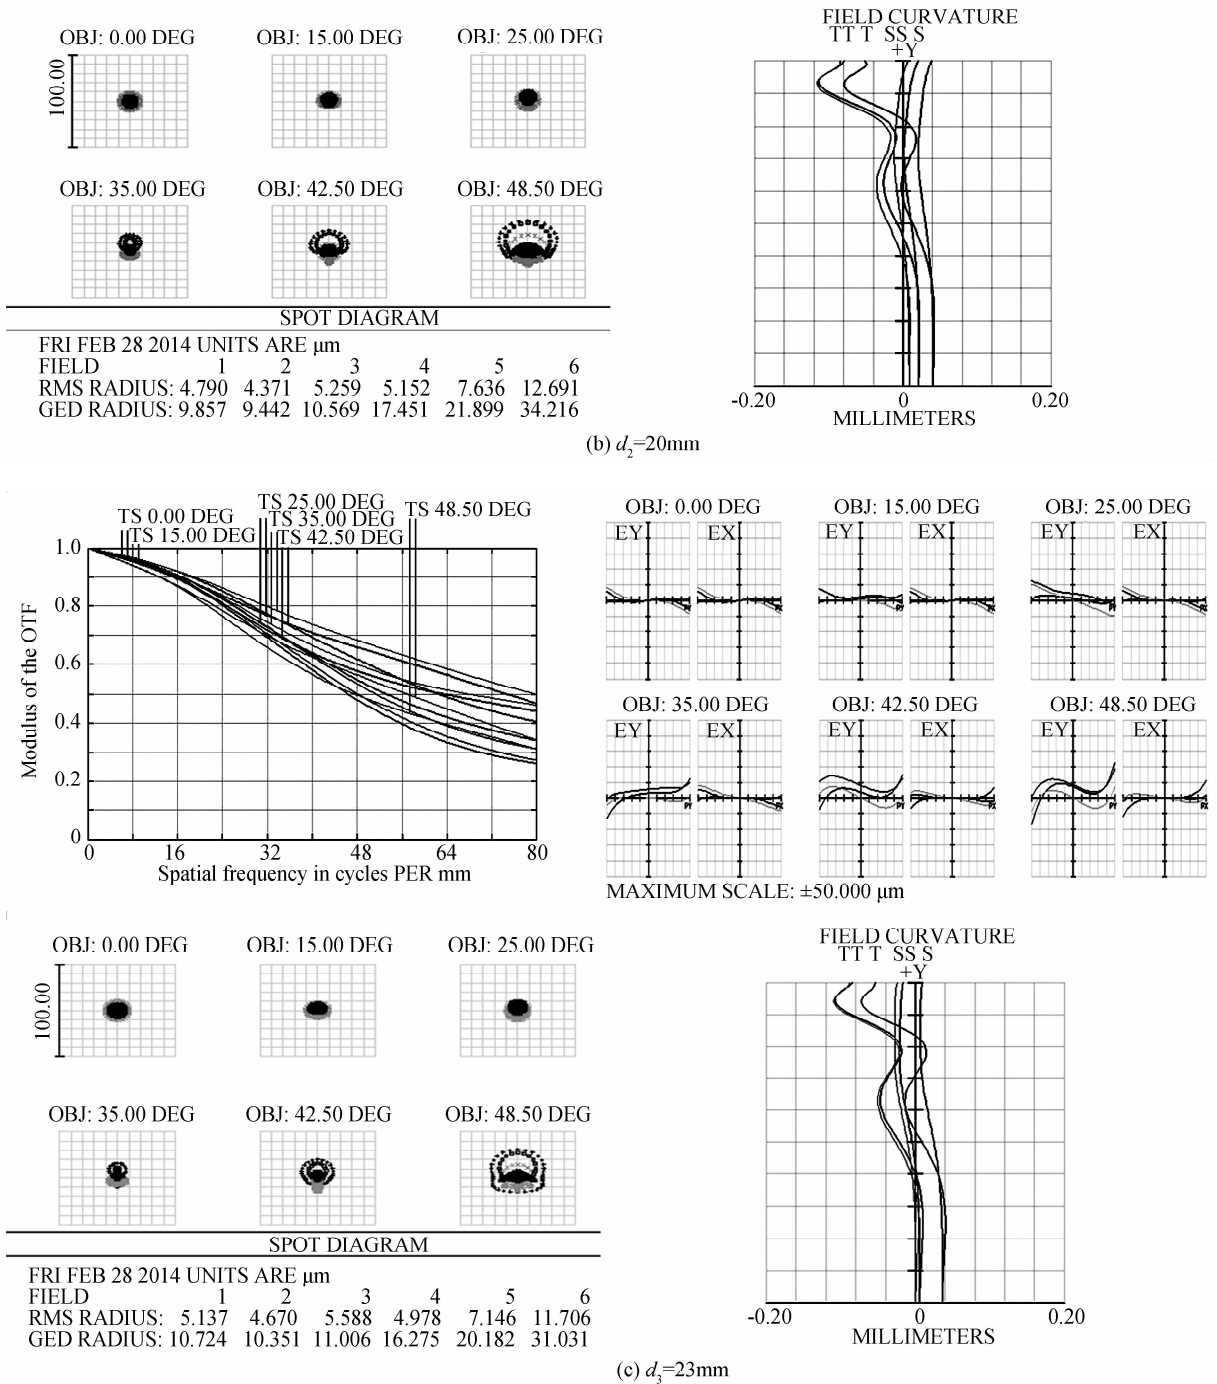 OBJ: 0.00 DEG OBJ: 15.00 DEG OBJ: 25.00 DEG
100.00
OBJ: 35.00 DEG OBJ: 42.50 DEG OBJ: 48.50 DEG
SPOT DIAGRAM
FRI FEB 28 2014 UNITS ARE μm
FIELD 1 2 3 4 5 6
RMS RADIUS: 4.790 4.371 5.259 5.152 7.636 12.691
GED RADIUS: 9.857 9.442 10.569 17.451 21.899 34.216
FIELD CURVATURE
TT T SS S
+Y
-0.20 0 0.20
MILLIMETERS
(b) d2=20mm
TS 0.00 DEG
TS 15.00 DEG
TS 25.00 DEG
TS 35.00 DEG
TS 42.50 DEG
TS 48.50 DEG
Modulus of the OTF
1.0
0.8
0.6
0.4
0.2
0
0 16 32 48 64 80
Spatial frequency in cycles PER mm
OBJ: 0.00 DEG OBJ: 15.00 DEG OBJ: 25.00 DEG
EY EX EY EX EY EX
OBJ: 35.00 DEG OBJ: 42.50 DEG OBJ: 48.50 DEG
EY EX EY EX EY EX
MAXIMUM SCALE: ±50.000 μm
OBJ: 0.00 DEG OBJ: 15.00 DEG OBJ: 25.00 DEG
100.00
OBJ: 35.00 DEG OBJ: 42.50 DEG OBJ: 48.50 DEG
SPOT DIAGRAM
FRI FEB 28 2014 UNITS ARE μm
FIELD 1 2 3 4 5 6
RMS RADIUS: 5.137 4.670 5.588 4.978 7.146 11.706
GED RADIUS: 10.724 10.351 11.006 16.275 20.182 31.031
FIELD CURVATURE
TT T SS S
+Y
-0.20 0 0.20
MILLIMETERS
(c) d3=23mm